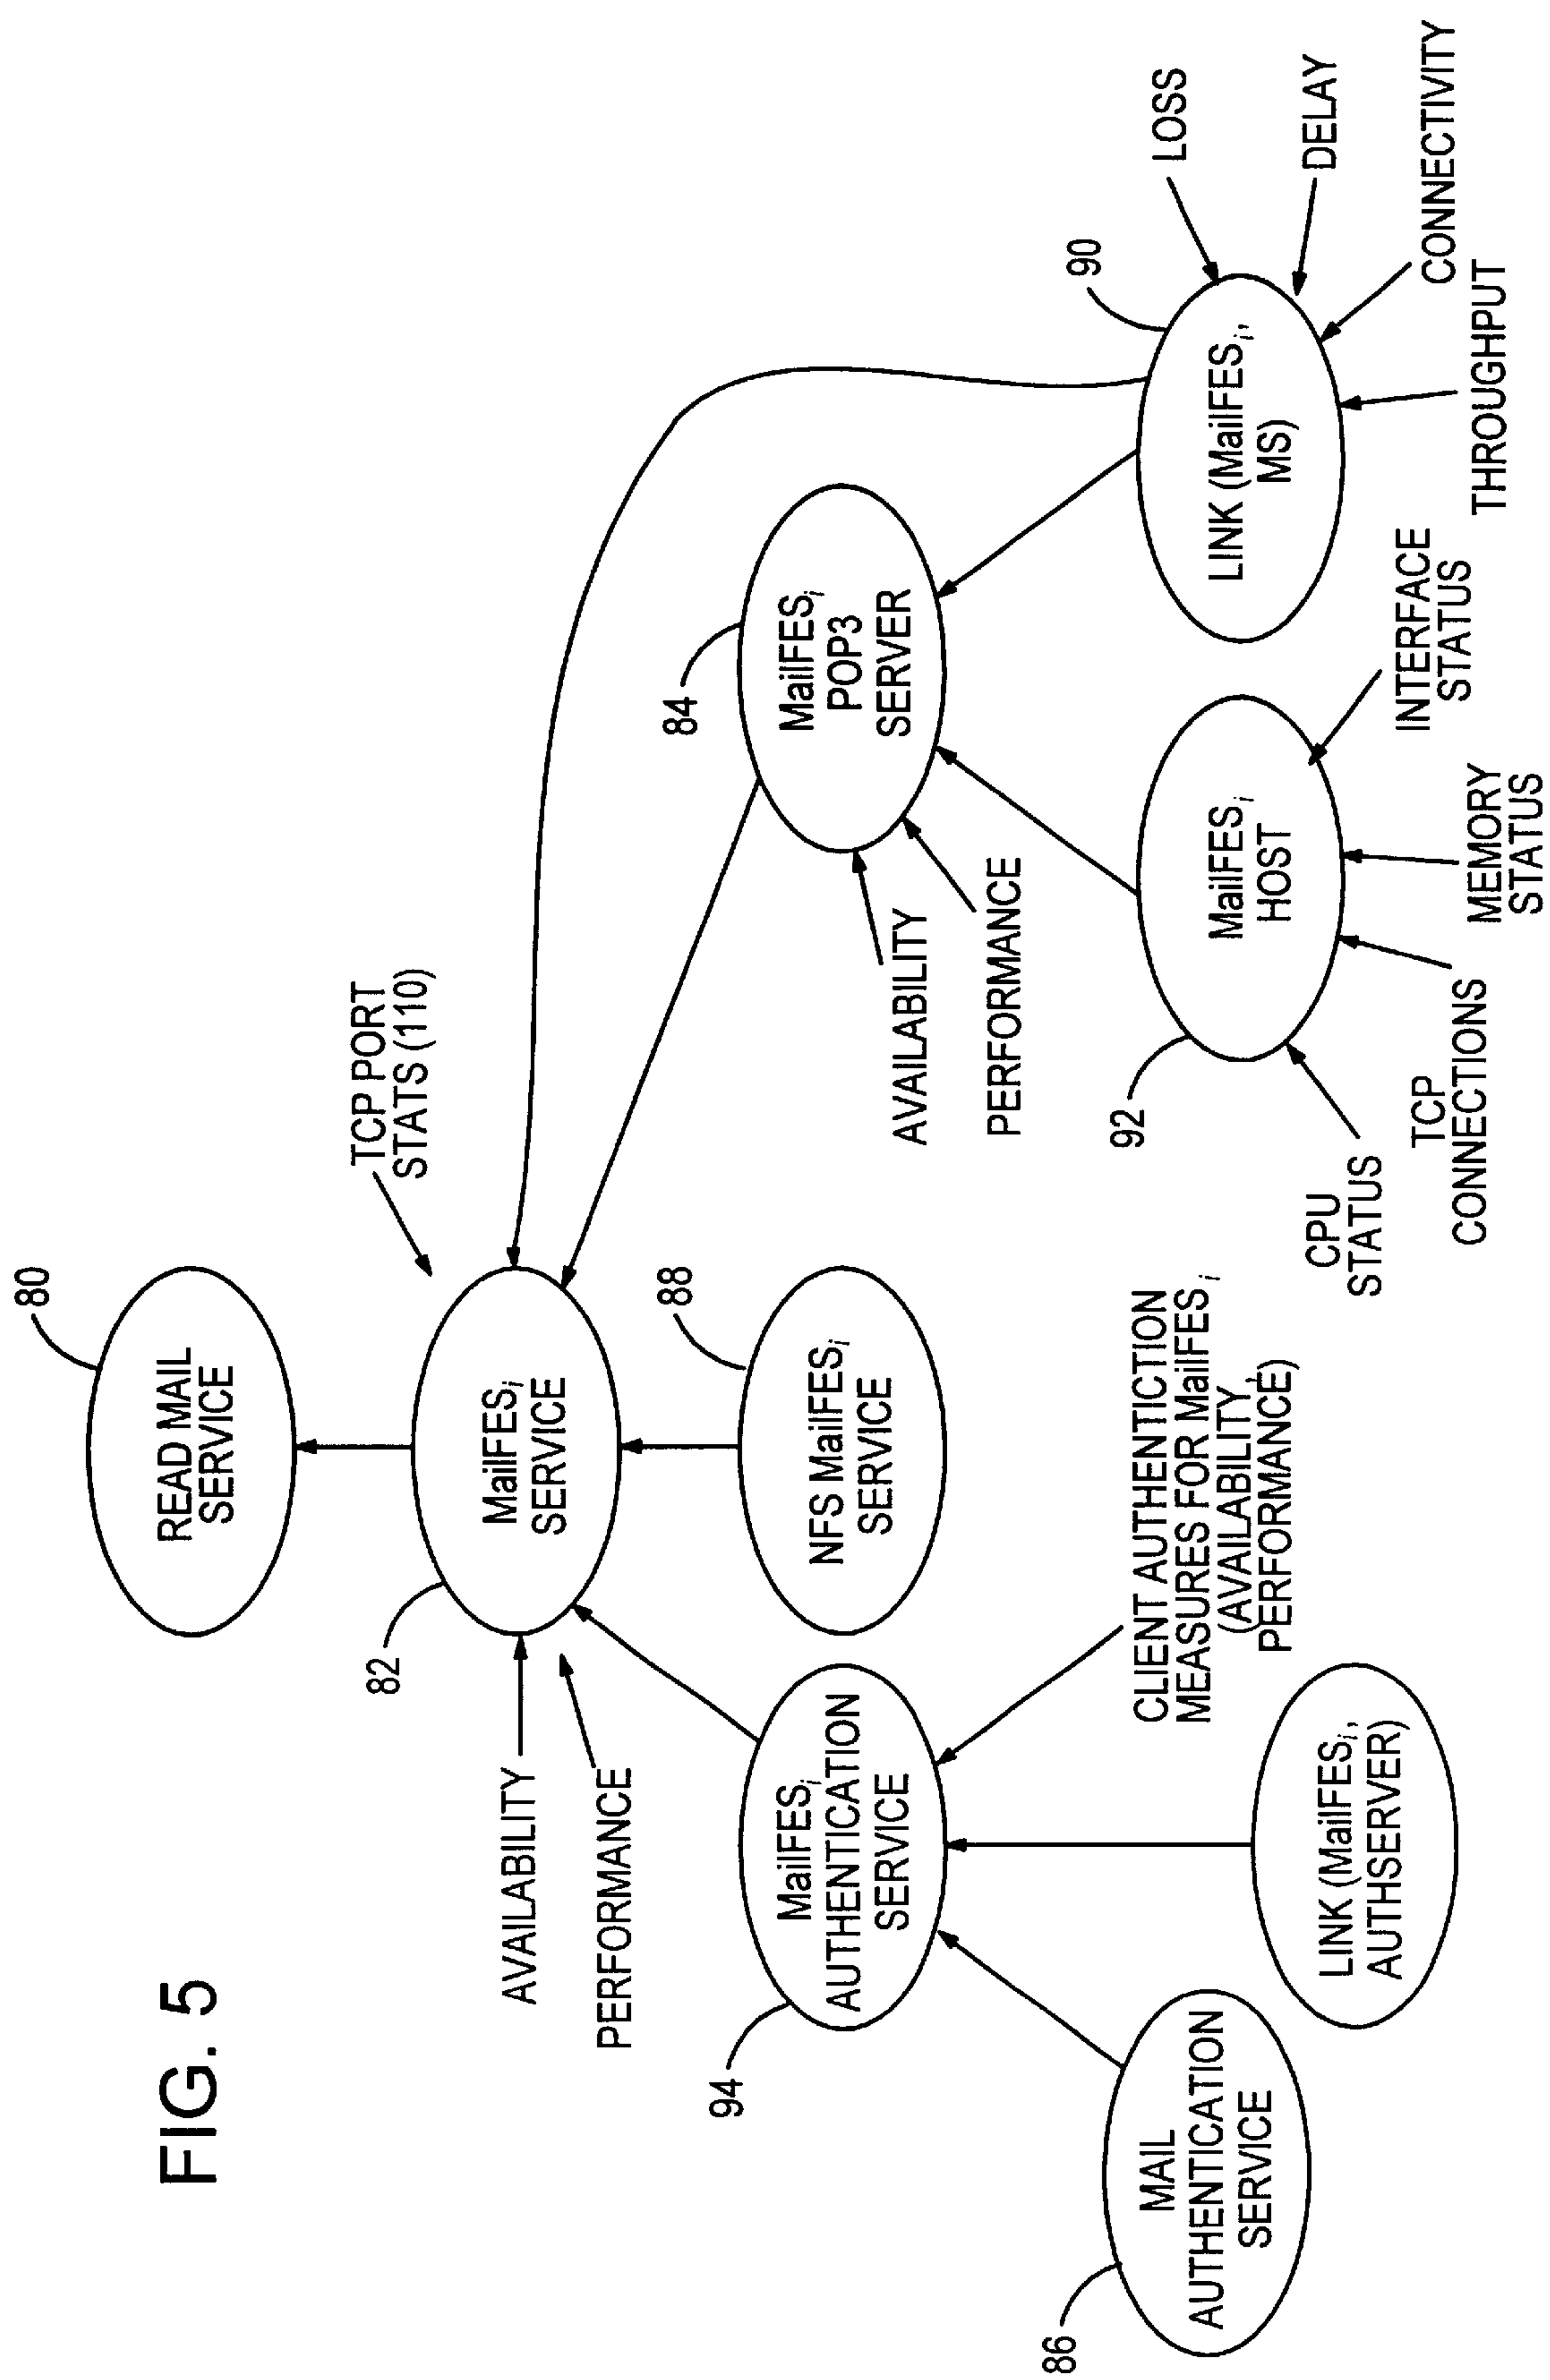 FIG. 5
80
READ MAIL
SERVICE
TCP PORT
STATS (110)
82
MailFESi
SERVICE
AVAILABILITY
PERFORMANCE
94
MailFESi
AUTHENTICATION
SERVICE
88
NFS MailFESi
SERVICE
84
MailFESi
POP3
SERVER
AVAILABILITY
PERFORMANCE
86
MAIL
AUTHENTICATION
SERVICE
LINK (MailFESi,
AUTHSERVER)
CLIENT AUTHENTICTION
MEASURES FOR MailFESi
(AVAILABILITY,
PERFORMANCE)
92
MailFESi
HOST
CPU
STATUS
TCP
CONNECTIONS
MEMORY
STATUS
INTERFACE
STATUS
90
LINK (MailFESi,
MS)
LOSS
DELAY
CONNECTIVITY
THROUGHPUT